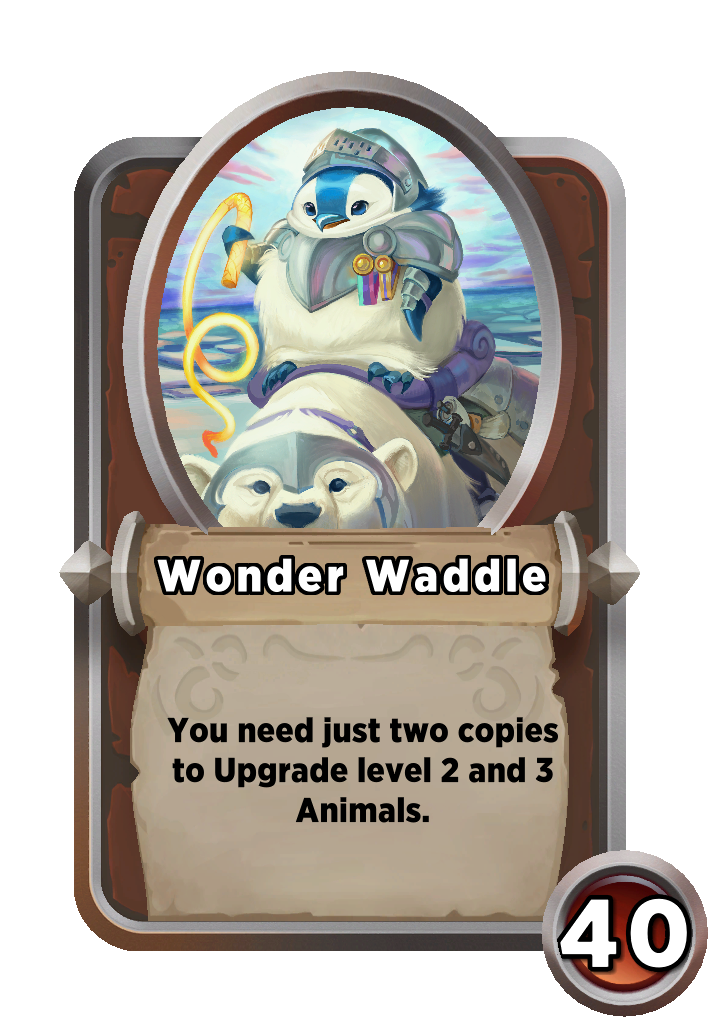 Wonder Waddle
You need just two copies
to Upgrade level 2 and 3
Animals.
40